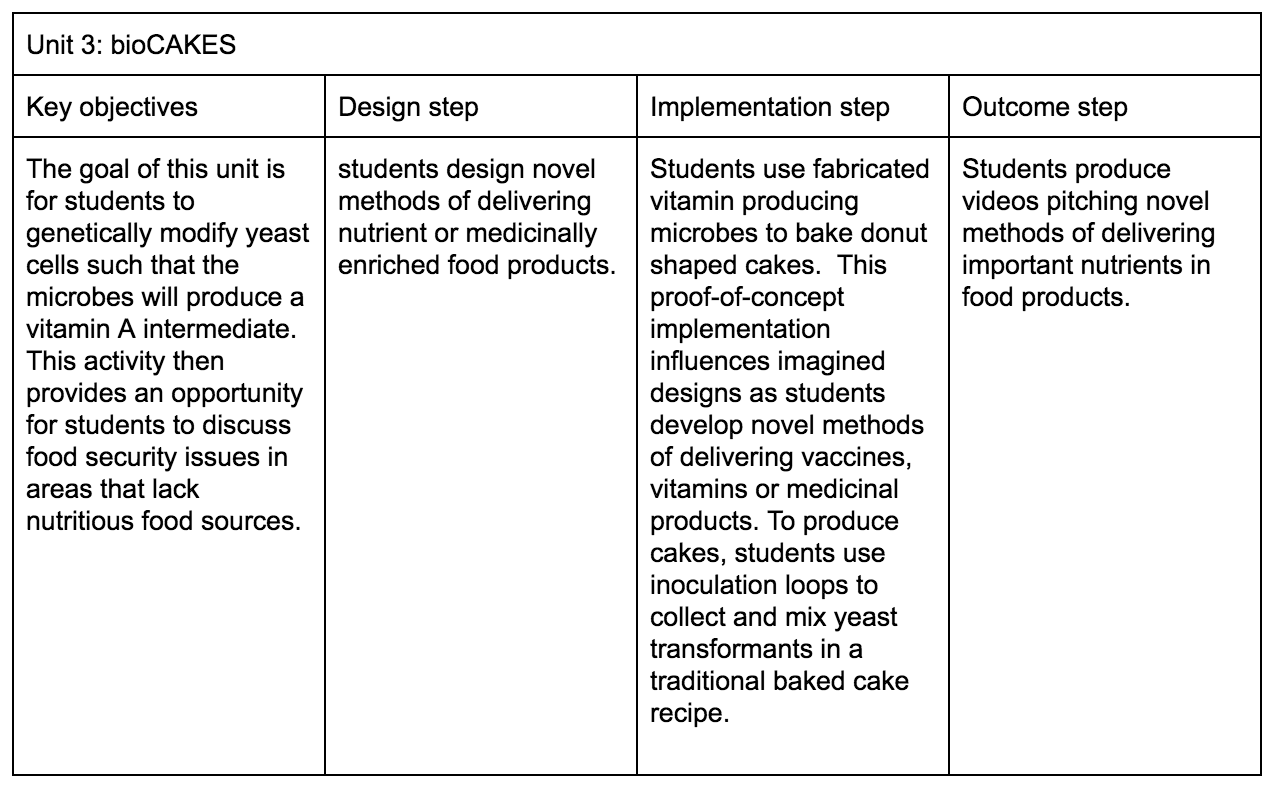 Unit 3: bioCAKES
Key objectives
Design step
Implementation step
Outcome step
The goal of this unit is
for students to
genetically modify yeast
cells such that the
microbes will produce a
vitamin A intermediate.
This activity then
provides an opportunity
for students to discuss
food security issues in
areas that lack
nutritious food sources.
students design novel
methods of delivering
nutrient or medicinally
enriched food products.
Students use fabricated
vitamin producing
microbes to bake donut
shaped cakes.  This
proof-of-concept
implementation
influences imagined
designs as students
develop novel methods
of delivering vaccines,
vitamins or medicinal
products. To produce
cakes, students use
inoculation loops to
collect and mix yeast
transformants in a
traditional baked cake
recipe.
Students produce
videos pitching novel
methods of delivering
important nutrients in
food products.